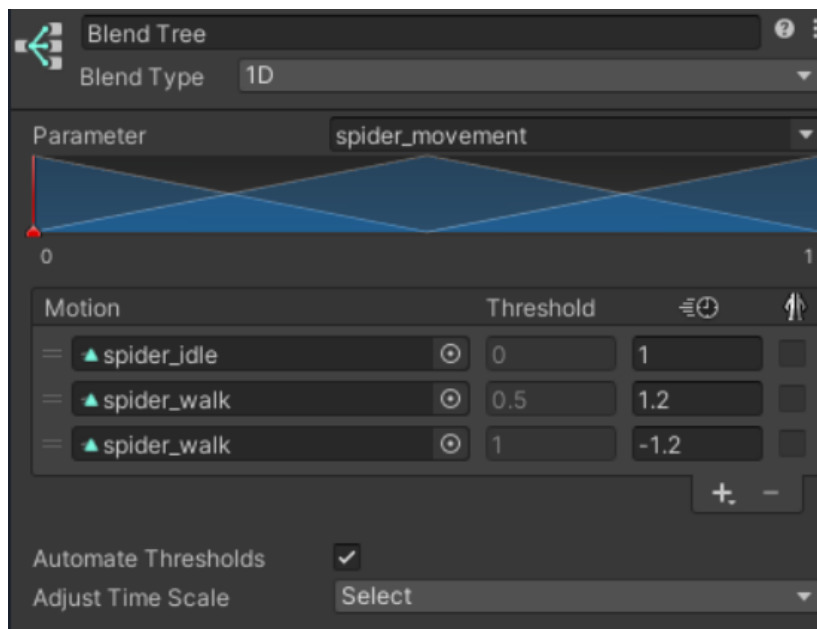 Blend Tree
Blend Type 1D
Parameter spider_movement
0 1
Motion Threshold
spider_idle 0 1
spider_walk 0.5 1.2
spider_walk 1 -1.2
+ -
Automate Thresholds
Adjust Time Scale Select